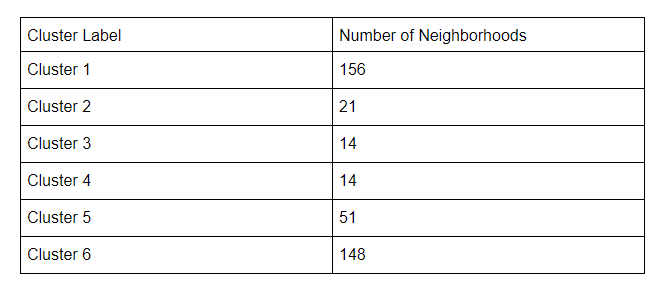 Cluster Label Number of Neighborhoods
Cluster 1 156
Cluster 2 21
Cluster 3 14
Cluster 4 14
Cluster 5 51
Cluster 6 148